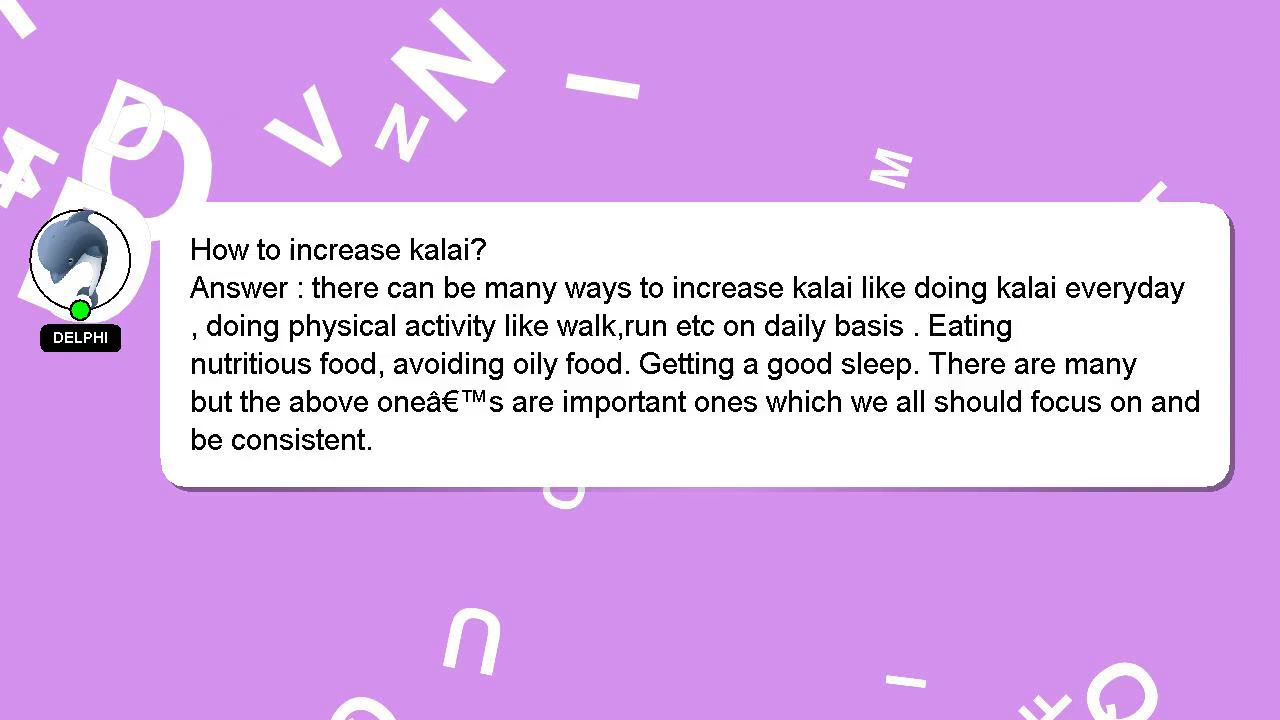 How to increase kalai?
Answer : there can be many ways to increase kalai like doing kalai everyday
, doing physical activity like walk,run etc on daily basis . Eating
nutritious food, avoiding oily food. Getting a good sleep. There are many
but the above oneâ€™s are important ones which we all should focus on and
be consistent.
DELPHI